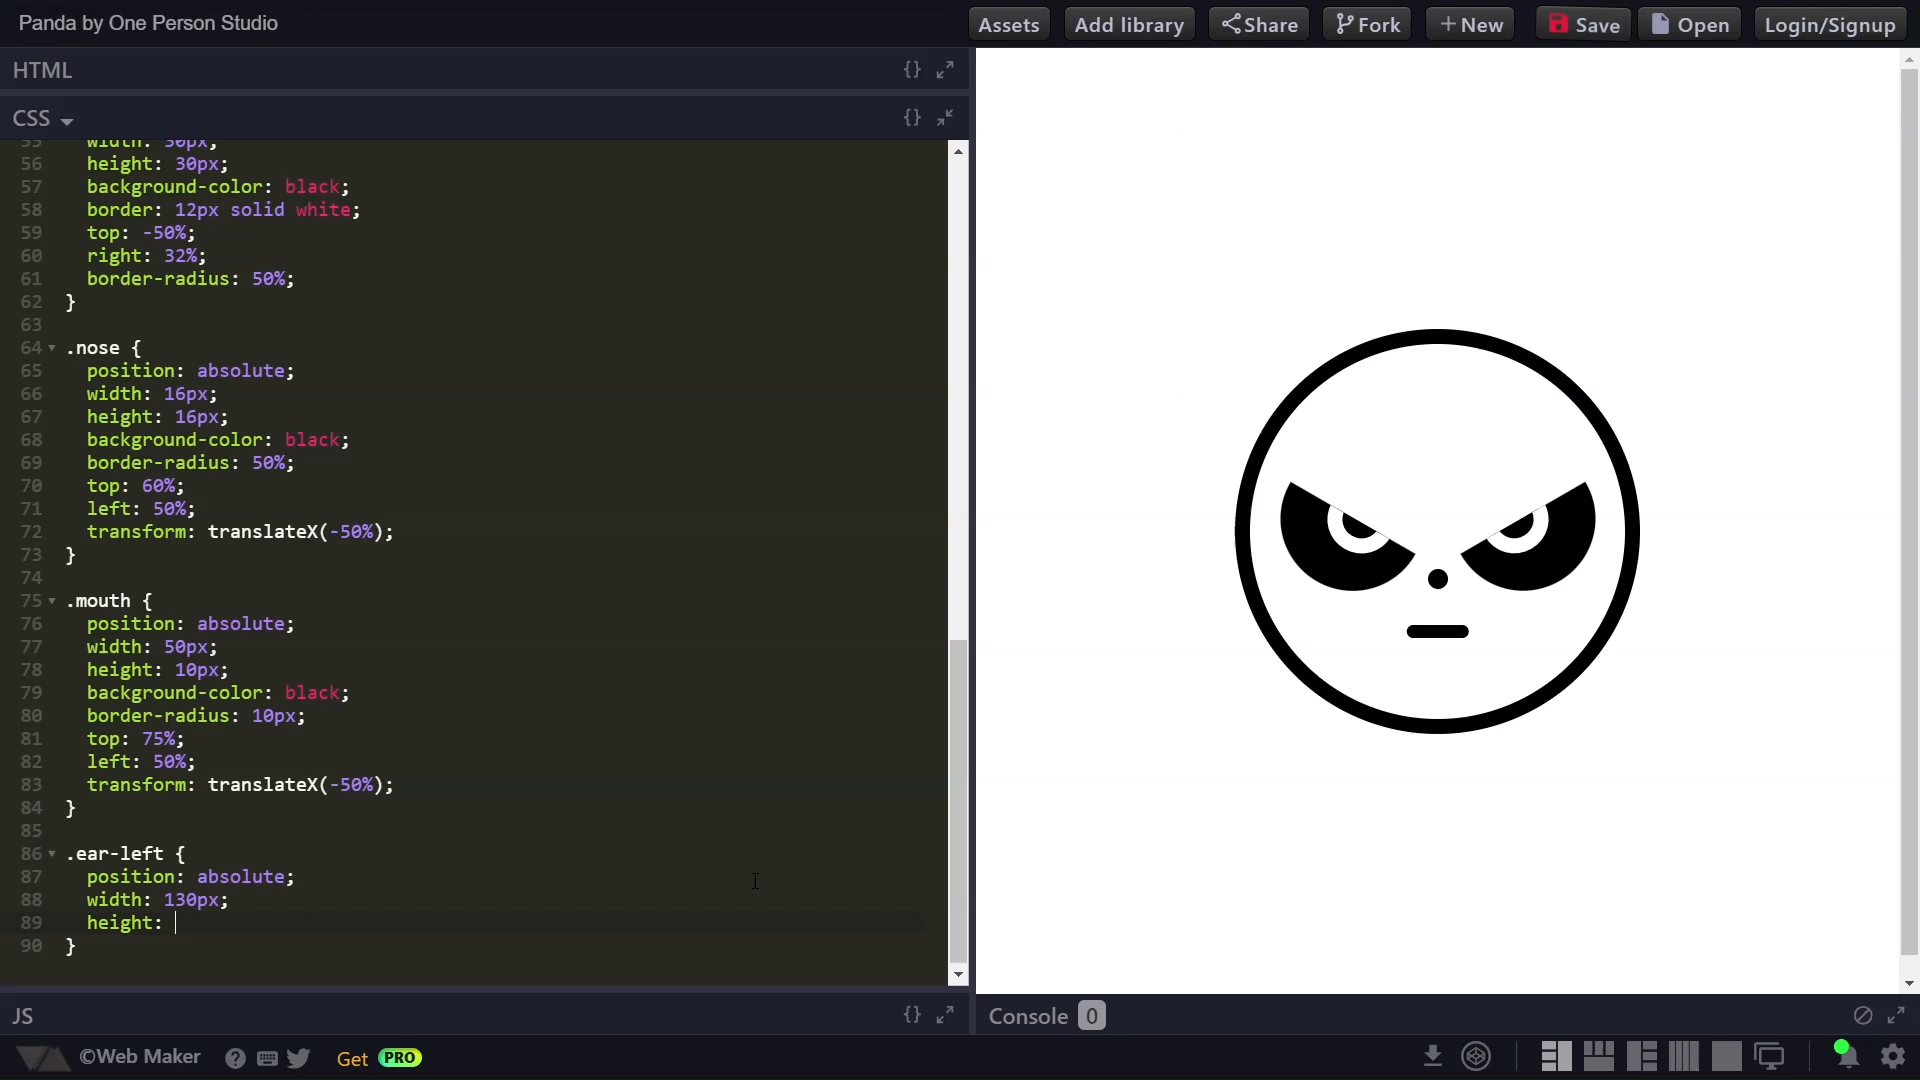 Panda by One Person Studio
Assets
Add library
Share
Fork
+ New
Save
Open
Login/Signup
HTML
{}
CSS
{}
55 width: 30px;
56 height: 30px;
57 background-color: black;
58 border: 12px solid white;
59 top: -50%;
60 right: 32%;
61 border-radius: 50%;
62 }
63
64 .nose {
65 position: absolute;
66 width: 16px;
67 height: 16px;
68 background-color: black;
69 border-radius: 50%;
70 top: 60%;
71 left: 50%;
72 transform: translateX(-50%);
73 }
74
75 .mouth {
76 position: absolute;
77 width: 50px;
78 height: 10px;
79 background-color: black;
80 border-radius: 10px;
81 top: 75%;
82 left: 50%;
83 transform: translateX(-50%);
84 }
85
86 .ear-left {
87 position: absolute;
88 width: 130px;
89 height:
90 }
JS
{}
Console 0
©Web Maker
?
Get PRO